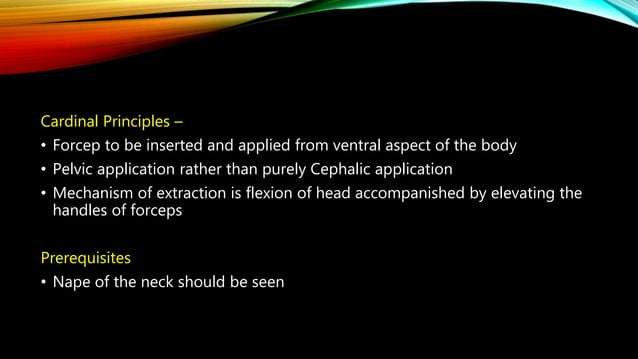 Cardinal Principles –
• Forcep to be inserted and applied from ventral aspect of the body
• Pelvic application rather than purely Cephalic application
• Mechanism of extraction is flexion of head accompanished by elevating the
handles of forceps
Prerequisites
• Nape of the neck should be seen